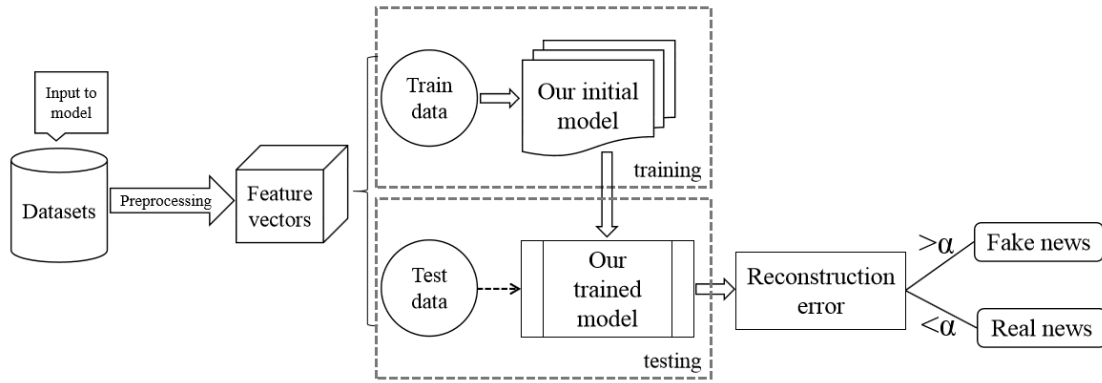 Input to
model
Datasets
Preprocessing
Feature
vectors
Train
data
Our initial
model
training
Test
data
Our
trained
model
testing
Reconstruction
error
>α
Fake news
<α
Real news